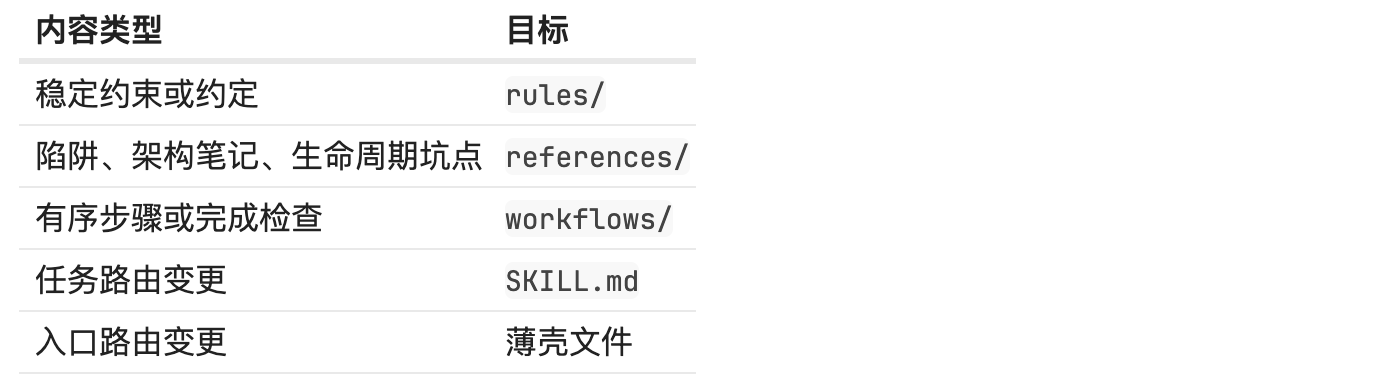 内容类型 目标
稳定约束或约定 rules/
陷阱、架构笔记、生命周期坑点 references/
有序步骤或完成检查 workflows/
任务路由变更 SKILL.md
入口路由变更 薄壳文件